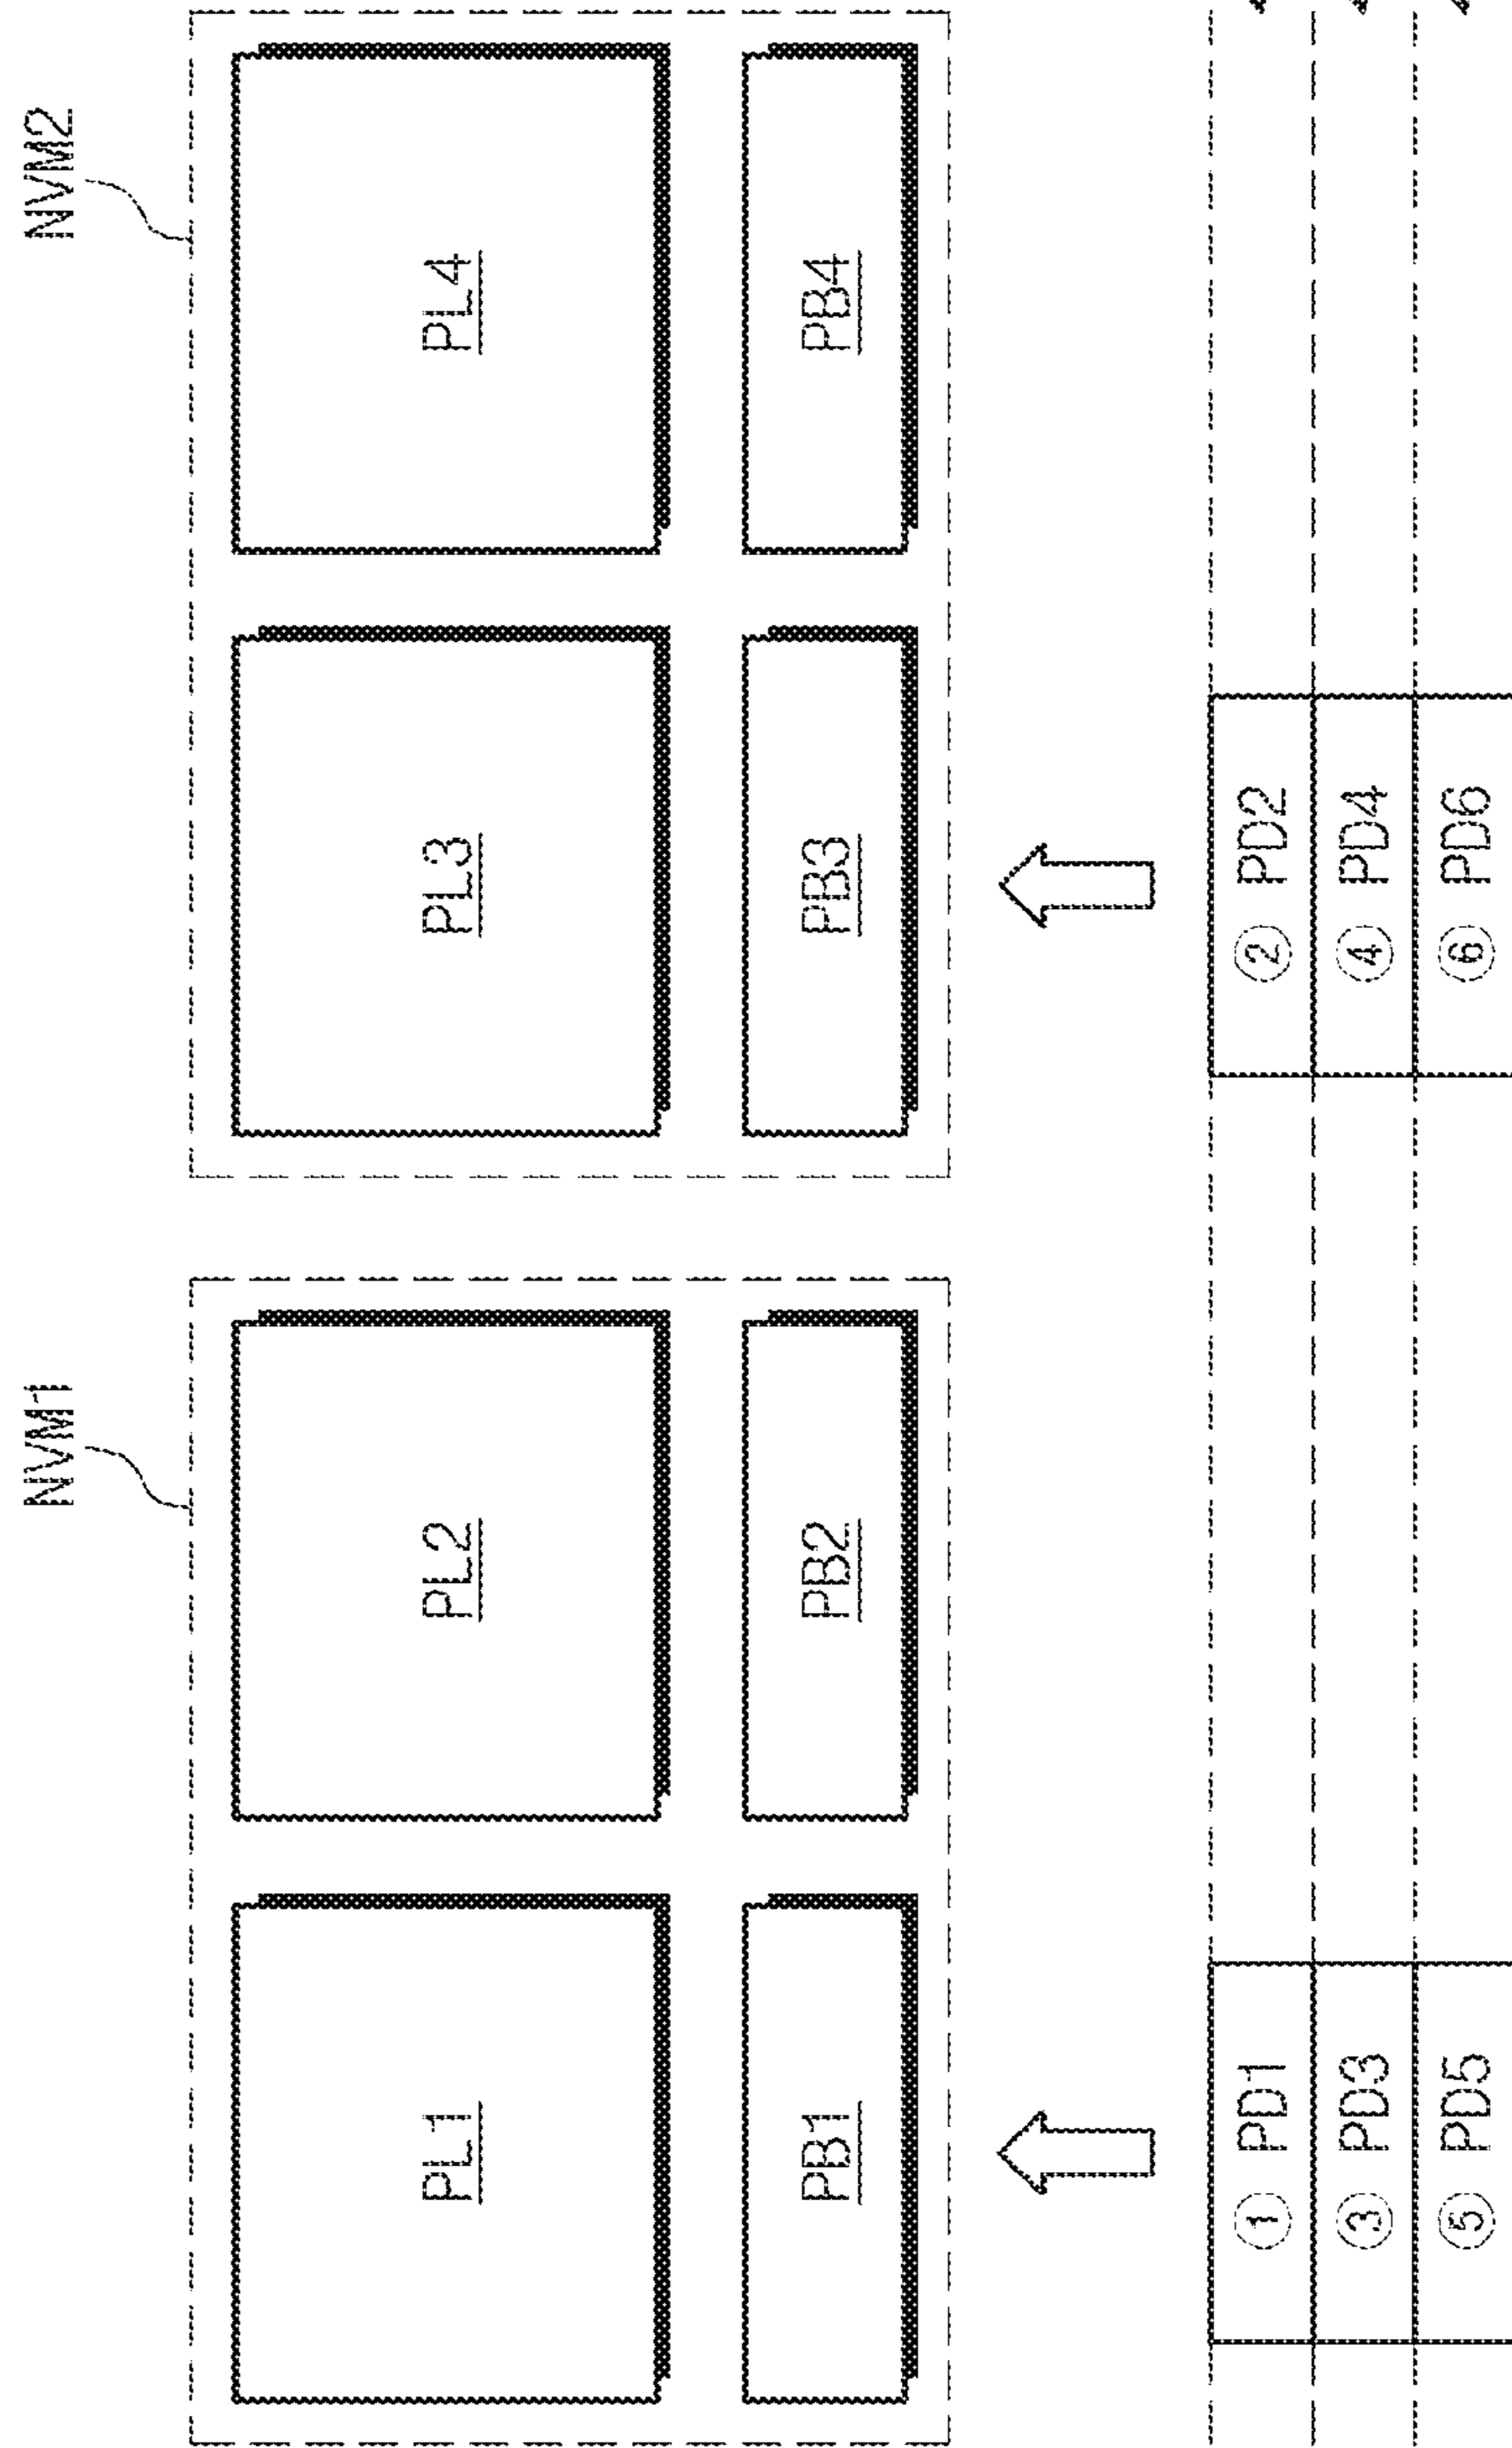 NVM1
NVM2
PL1
PL2
PL3
PL4
PB1
PB2
PB3
PB4
① PD1
② PD2
③ PD3
④ PD4
⑤ PD5
⑥ PD6